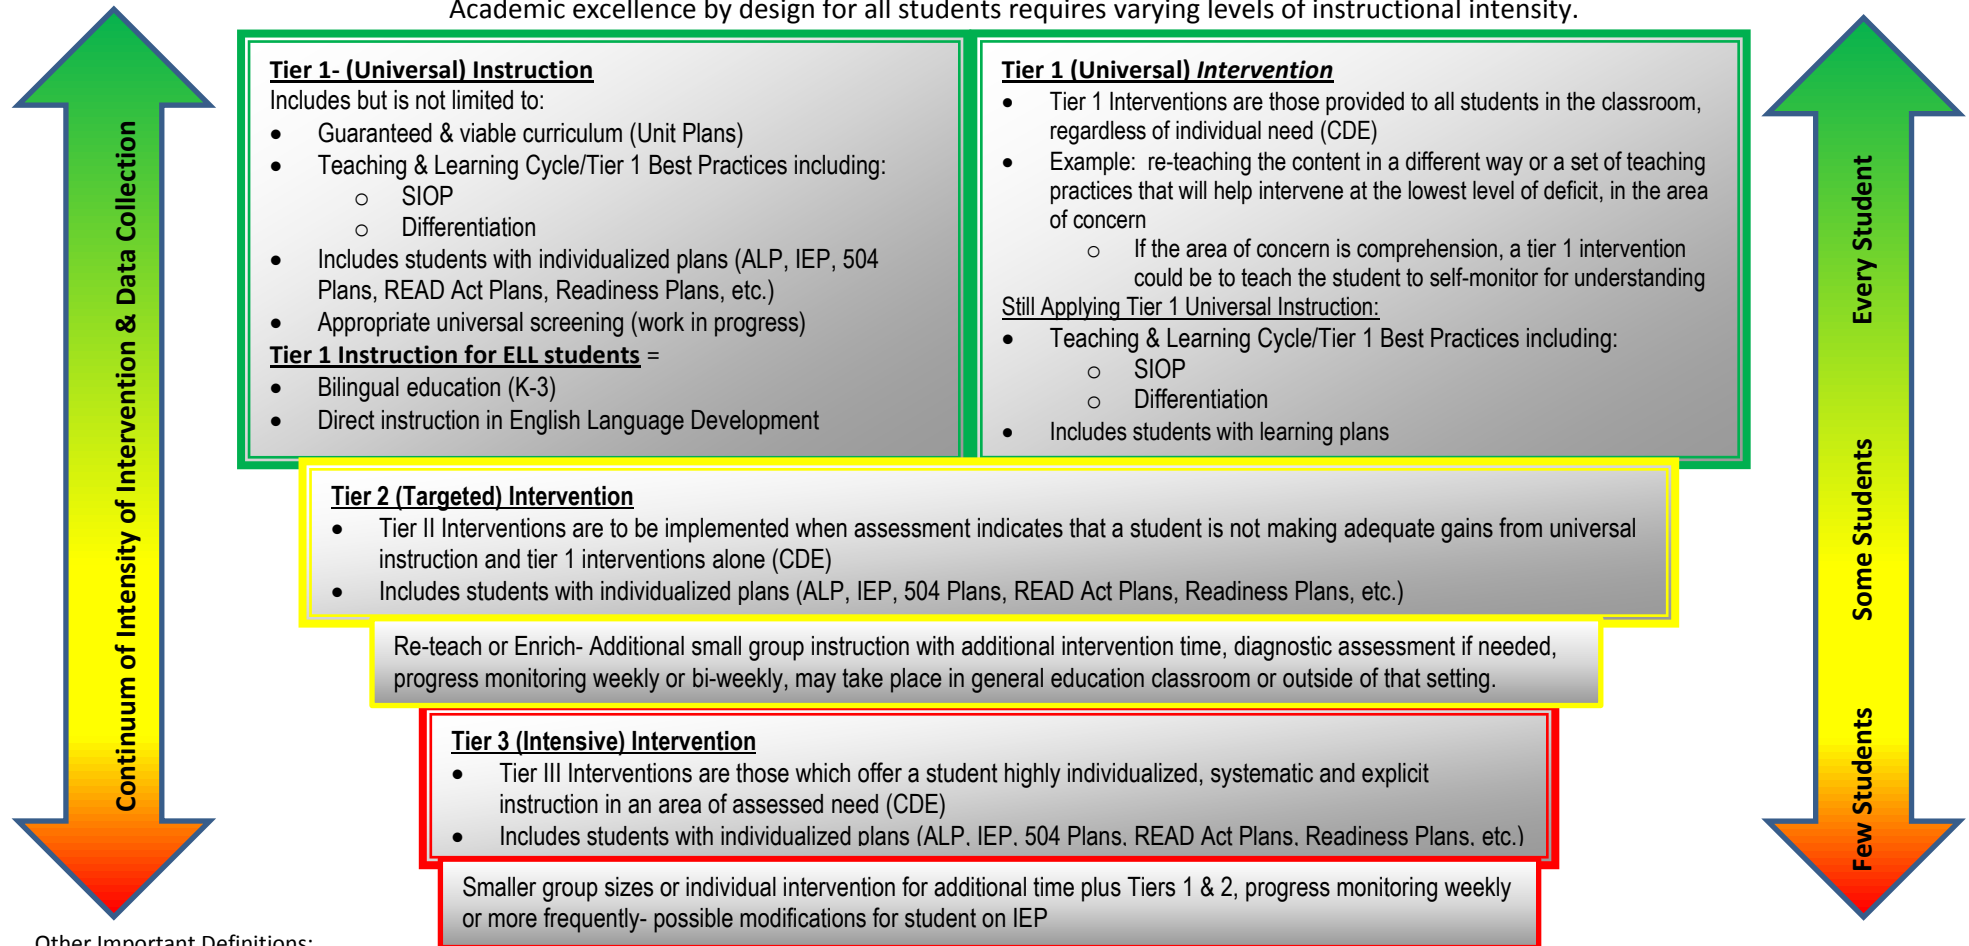 Academic excellence by design for all students requires varying levels of instructional intensity.
Continuum of Intensity of Intervention & Data Collection
Tier 1- (Universal) Instruction
Includes but is not limited to:
• Guaranteed & viable curriculum (Unit Plans)
• Teaching & Learning Cycle/Tier 1 Best Practices including:
o SIOP
o Differentiation
• Includes students with individualized plans (ALP, IEP, 504
Plans, READ Act Plans, Readiness Plans, etc.)
• Appropriate universal screening (work in progress)
Tier 1 Instruction for ELL students =
• Bilingual education (K-3)
• Direct instruction in English Language Development
Tier 1 (Universal) Intervention
• Tier 1 Interventions are those provided to all students in the classroom,
regardless of individual need (CDE)
• Example: re-teaching the content in a different way or a set of teaching
practices that will help intervene at the lowest level of deficit, in the area
of concern
o If the area of concern is comprehension, a tier 1 intervention
could be to teach the student to self-monitor for understanding
Still Applying Tier 1 Universal Instruction:
• Teaching & Learning Cycle/Tier 1 Best Practices including:
o SIOP
o Differentiation
• Includes students with learning plans
Every Student
Some Students
Few Students
Tier 2 (Targeted) Intervention
• Tier II Interventions are to be implemented when assessment indicates that a student is not making adequate gains from universal
instruction and tier 1 interventions alone (CDE)
• Includes students with individualized plans (ALP, IEP, 504 Plans, READ Act Plans, Readiness Plans, etc.)
Re-teach or Enrich- Additional small group instruction with additional intervention time, diagnostic assessment if needed,
progress monitoring weekly or bi-weekly, may take place in general education classroom or outside of that setting.
Tier 3 (Intensive) Intervention
• Tier III Interventions are those which offer a student highly individualized, systematic and explicit
instruction in an area of assessed need (CDE)
• Includes students with individualized plans (ALP, IEP, 504 Plans, READ Act Plans, Readiness Plans, etc.)
Smaller group sizes or individual intervention for additional time plus Tiers 1 & 2, progress monitoring weekly
or more frequently- possible modifications for student on IEP
Other Important Definitions: